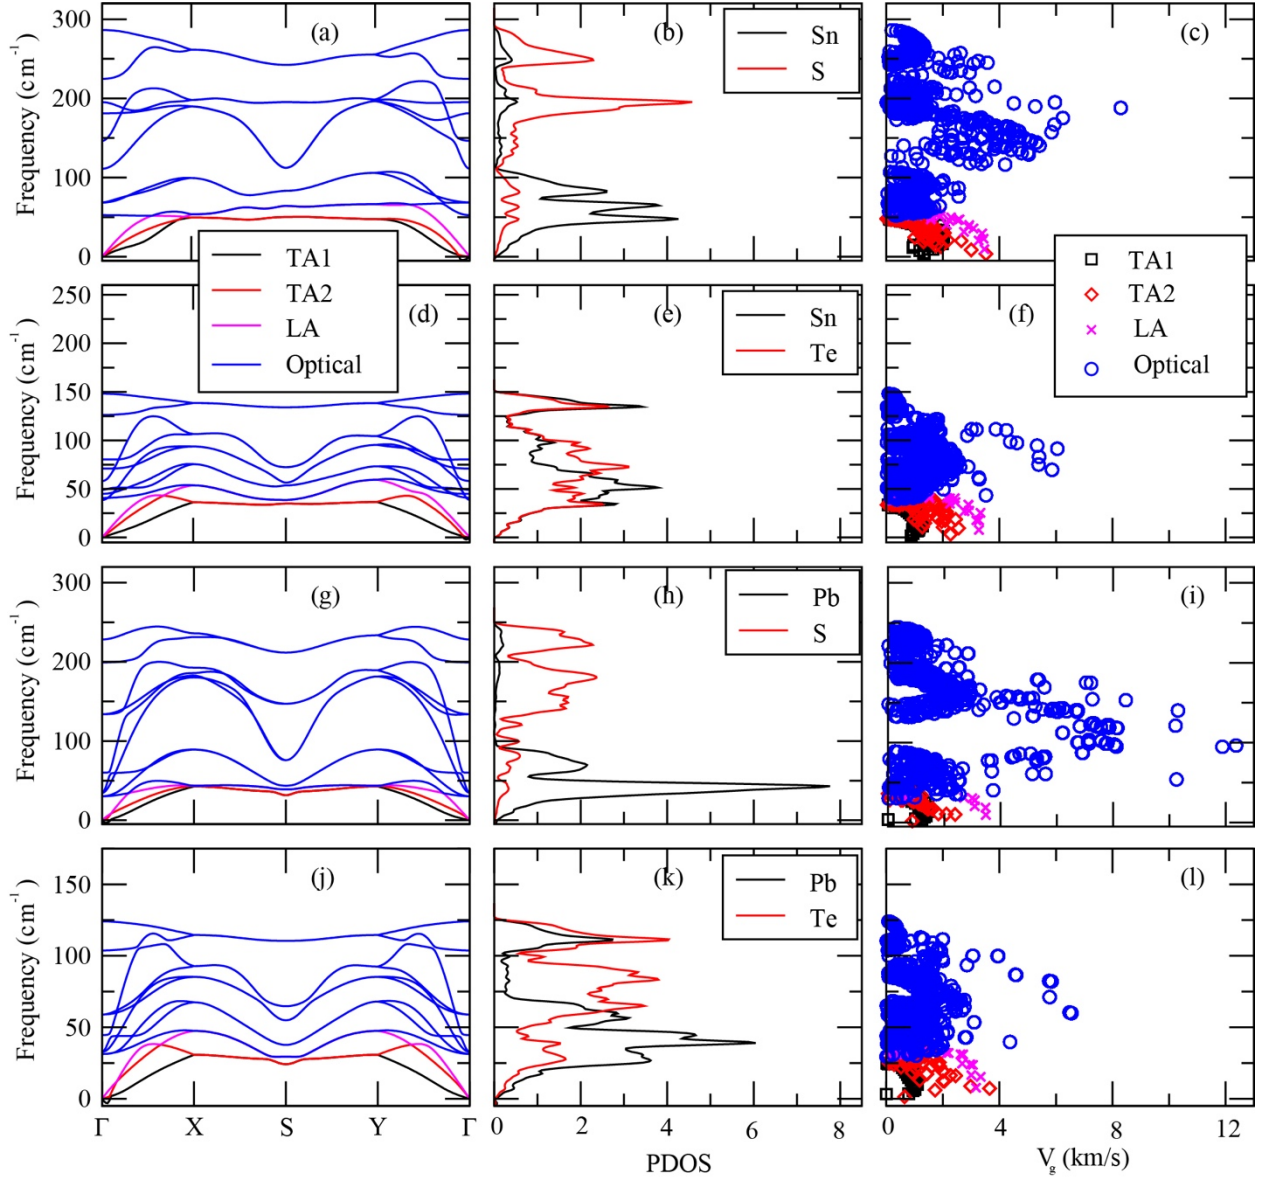 Frequency (cm⁻¹)
300
200
100
0
(a)
(b)
Sn
S
(c)
TA1
TA2
LA
Optical
Frequency (cm⁻¹)
250
200
150
100
50
0
(d)
(e)
Sn
Te
(f)
TA1
TA2
LA
Optical
Frequency (cm⁻¹)
300
200
100
0
(g)
(h)
Pb
S
(i)
Frequency (cm⁻¹)
150
100
50
0
(j)
(k)
Pb
Te
(l)
Γ X S Y Γ
0 2 4 6 8
0 4 8 12
PDOS
Vg (km/s)